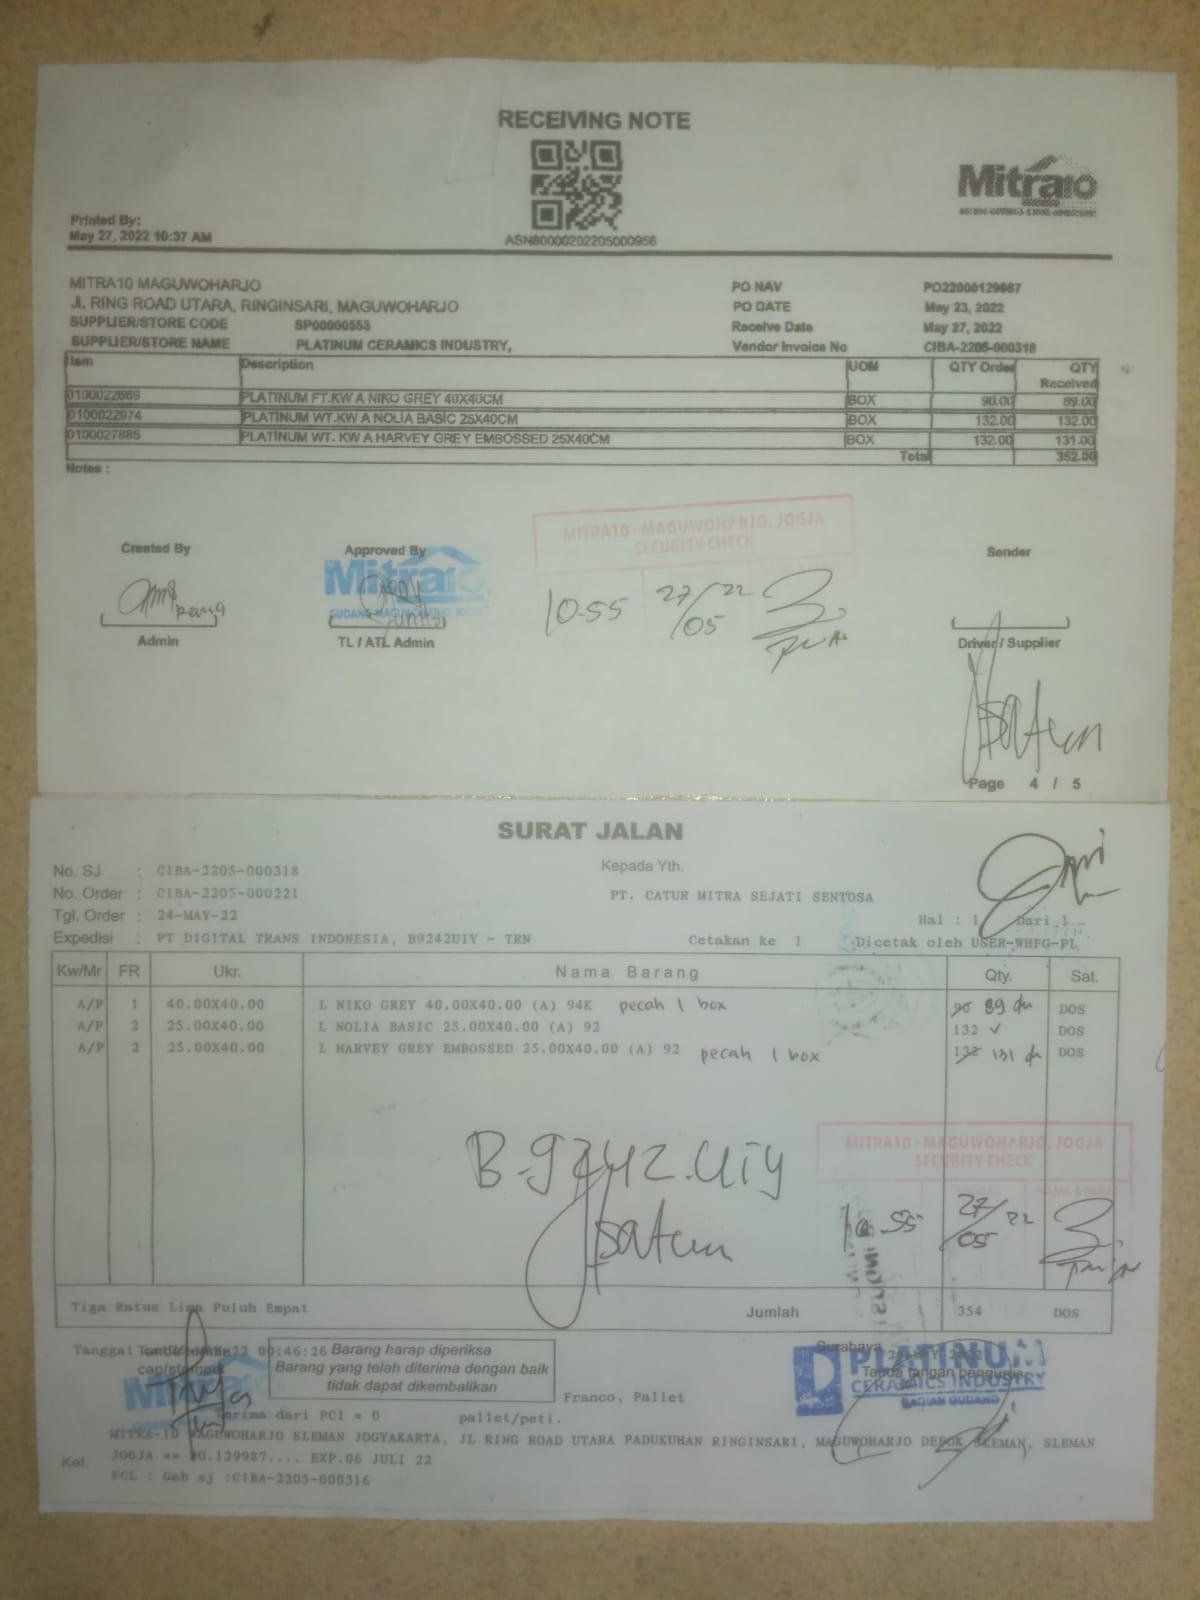 RECEIVING NOTE
Mitra10
Printed By:
May 27, 2022 10:37 AM
ASN80000202205000956
MITRA10 MAGUWOHARJO
Jl. RING ROAD UTARA, RINGINSARI, MAGUWOHARJO
SUPPLIER/STORE CODE SP00000553
SUPPLIER/STORE NAME PLATINUM CERAMICS INDUSTRY,
PO NAV PO22000129987
PO DATE May 23, 2022
Receive Date May 27, 2022
Vendor Invoice No CIBA-2205-000318
Item Description UOM QTY Order QTY Received
0100022669 PLATINUM FT.KW A NIKO GREY 40X40CM BOX 90.00 89.00
0100022974 PLATINUM WT.KW A NOLIA BASIC 25X40CM BOX 132.00 132.00
0100027885 PLATINUM WT. KW A HARVEY GREY EMBOSSED 25X40CM BOX 132.00 131.00
Total 352.00
Notes :
MITRA10 - MAGUWOHARJO, JOGJA
SECURITY CHECK
Created By
Approved By
Sender
Mitra10
10.55 27/05 22
Admin
TL / ATL Admin
Driver / Supplier
Page 4 / 5
SURAT JALAN
No. SJ : CIBA-2205-000318
No. Order : CIBA-2205-000221
Tgl. Order : 24-MAY-22
Expedisi : PT DIGITAL TRANS INDONESIA, B9242UIY - TRN
Kepada Yth.
PT. CATUR MITRA SEJATI SENTOSA
Hal : 1 Dari 1
Cetakan ke 1 Dicetak oleh USER-WHFG-PL
Kw/Mr FR Ukr. Nama Barang Qty. Sat.
A/P 1 40.00X40.00 L NIKO GREY 40.00X40.00 (A) 94K pecah 1 box 90 89 du DOS
A/P 2 25.00X40.00 L NOLIA BASIC 25.00X40.00 (A) 92 132 ✓ DOS
A/P 2 25.00X40.00 L HARVEY GREY EMBOSSED 25.00X40.00 (A) 92 pecah 1 box 132 131 du DOS
B-9242.UIY
MITRA10 - MAGUWOHARJO, JOGJA
SECURITY CHECK
10.55 27/05 22
Tiga Ratus Lima Puluh Empat Jumlah 354 DOS
Barang harap diperiksa
Barang yang telah diterima dengan baik
tidak dapat dikembalikan
Tanggal 00:46:26
cap/stempel
Surabaya
Tanda tangan pengurus
PLATINUM
CERAMICS INDUSTRY
BAGIAN GUDANG
Franco, Pallet
Terima dari PCI = 0 pallet/peti.
MITRA-10 MAGUWOHARJO SLEMAN JOGYAKARTA, JL RING ROAD UTARA PADUKUHAN RINGINSARI, MAGUWOHARJO DEPOK SLEMAN, SLEMAN
Ket. JOGJA == PO.129987.... EXP.06 JULI 22
FCL : Gab sj :CIBA-2205-000316